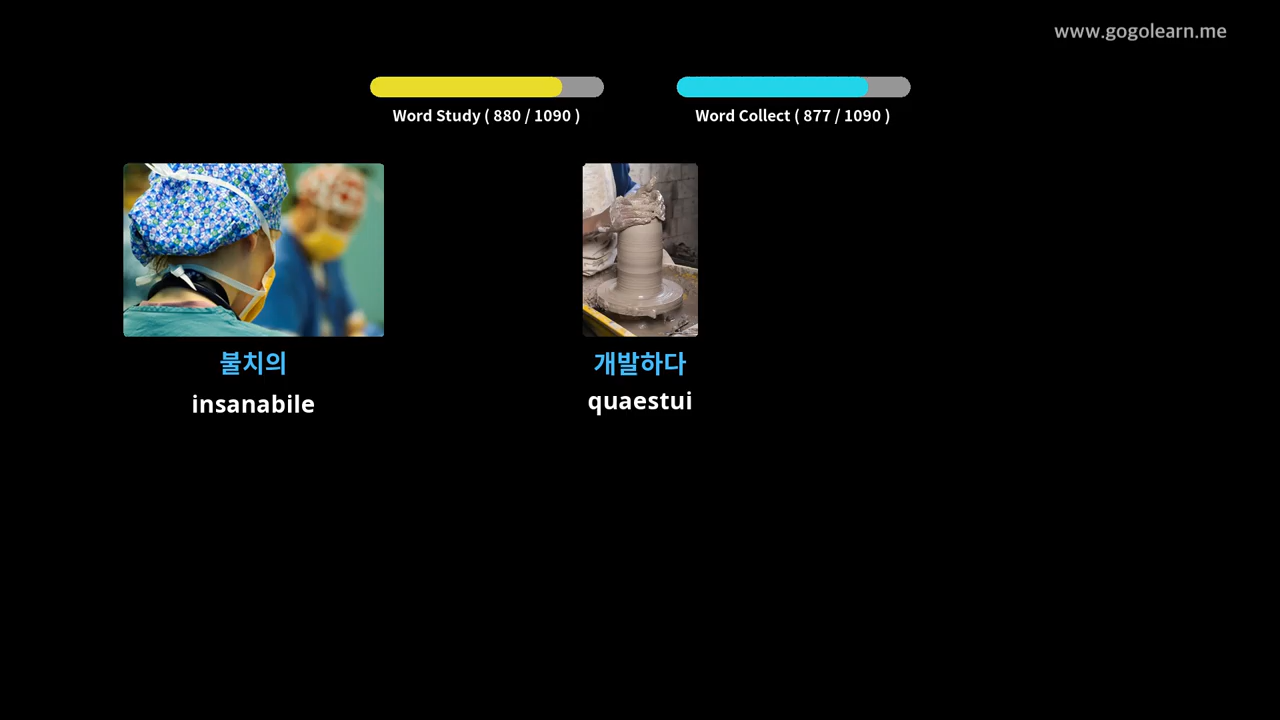 www.gogolearn.me
Word Study ( 880 / 1090 )
Word Collect ( 877 / 1090 )
불치의
insanabile
개발하다
quaestui